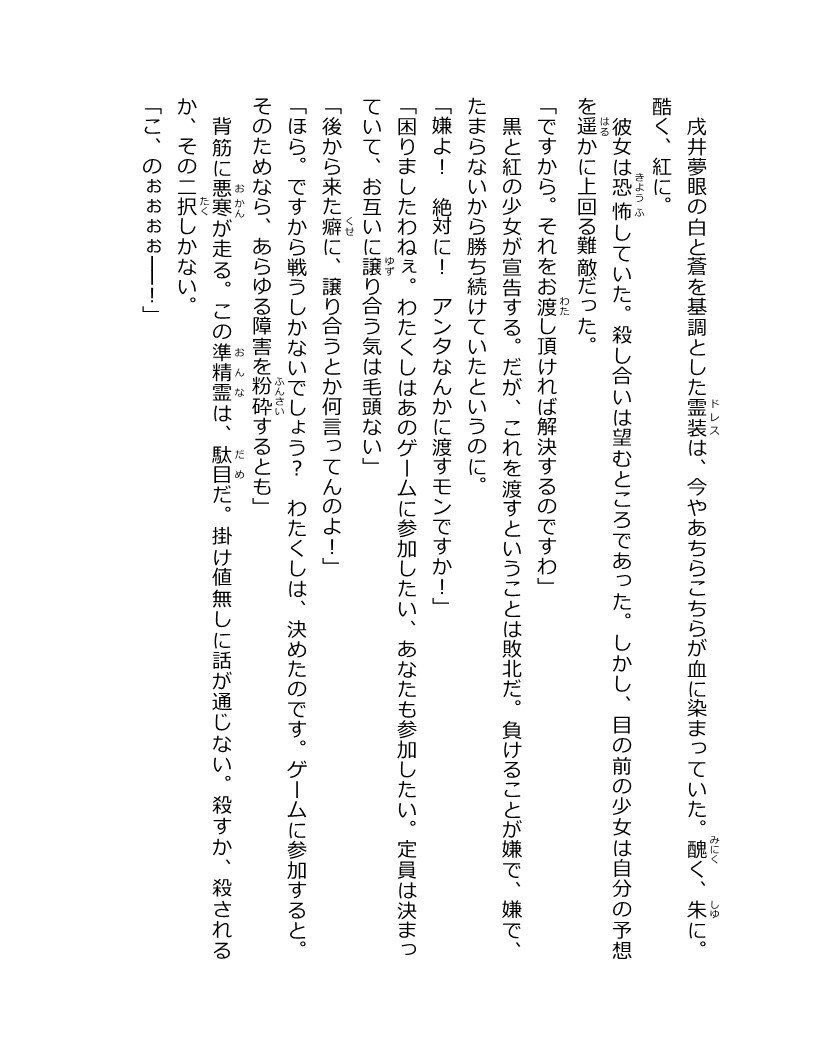 戌井夢眼の白と蒼を基調とした霊装は、今やあちらこちらが血に染まっていた。醜く、朱に。
酷く、紅に。
彼女は恐怖していた。殺し合いは望むところであった。しかし、目の前の少女は自分の予想
を遥かに上回る難敵だった。
「ですから。それをお渡し頂ければ解決するのですわ」
黒と紅の少女が宣告する。だが、これを渡すということは敗北だ。負けることが嫌で、嫌で、
たまらないから勝ち続けていたというのに。
「嫌よ！　絶対に！　アンタなんかに渡すモンですか！」
「困りましたわねぇ。わたくしはあのゲームに参加したい、あなたも参加したい。定員は決まっ
ていて、お互いに譲り合う気は毛頭ない」
「後から来た癖に、譲り合うとか何言ってんのよ！」
「ほら。ですから戦うしかないでしょう？　わたくしは、決めたのです。ゲームに参加すると。
そのためなら、あらゆる障害を粉砕するとも」
背筋に悪寒が走る。この準精霊は、駄目だ。掛け値無しに話が通じない。殺すか、殺される
か、その二択しかない。
「こ、のぉぉぉぉ――！」